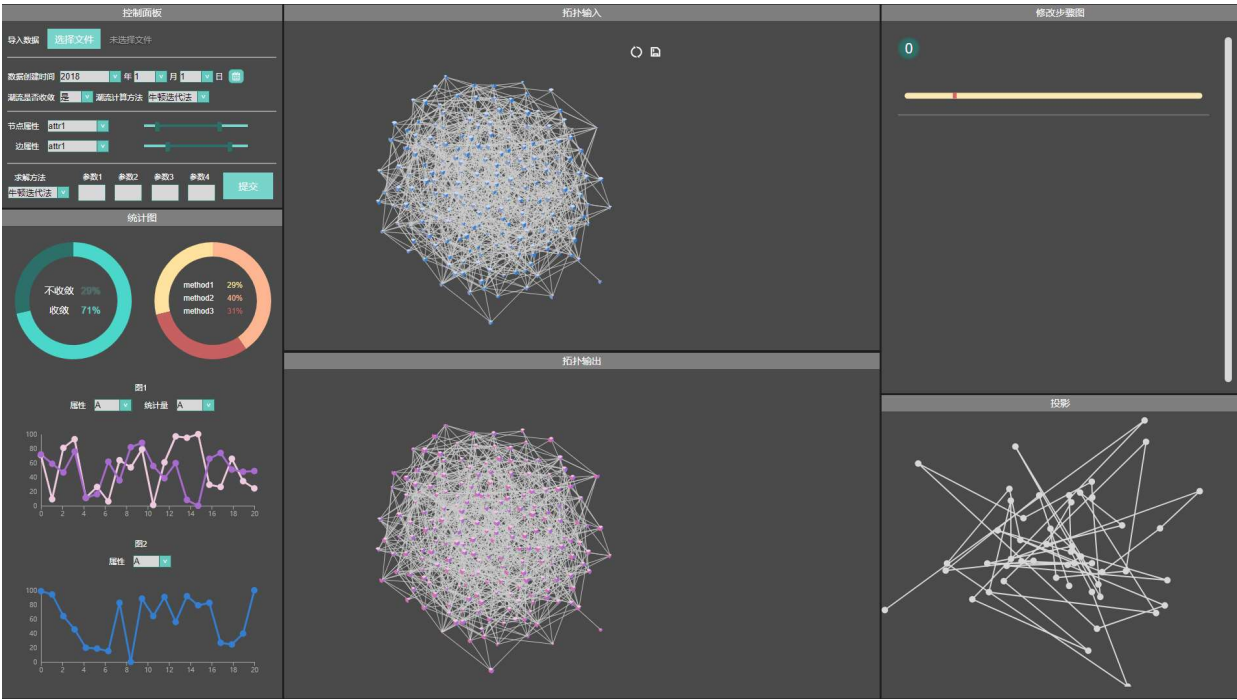 控制面板
导入数据 选择文件 未选择文件
数据创建时间 2018 年 1 月 1 日
潮流是否收敛 是 潮流计算方法 牛顿迭代法
节点属性 attr1
边属性 attr1
求解方法 参数1 参数2 参数3 参数4
牛顿迭代法 提交
统计图
不收敛 29%
收敛 71%
method1 29%
method2 40%
method3 31%
图1
属性 A 统计量 A
100
80
60
40
20
0
0 2 4 6 8 10 12 14 16 18 20
图2
属性 A
100
80
60
40
20
0
0 2 4 6 8 10 12 14 16 18 20
拓扑输入
拓扑输出
修改步骤图
0
投影